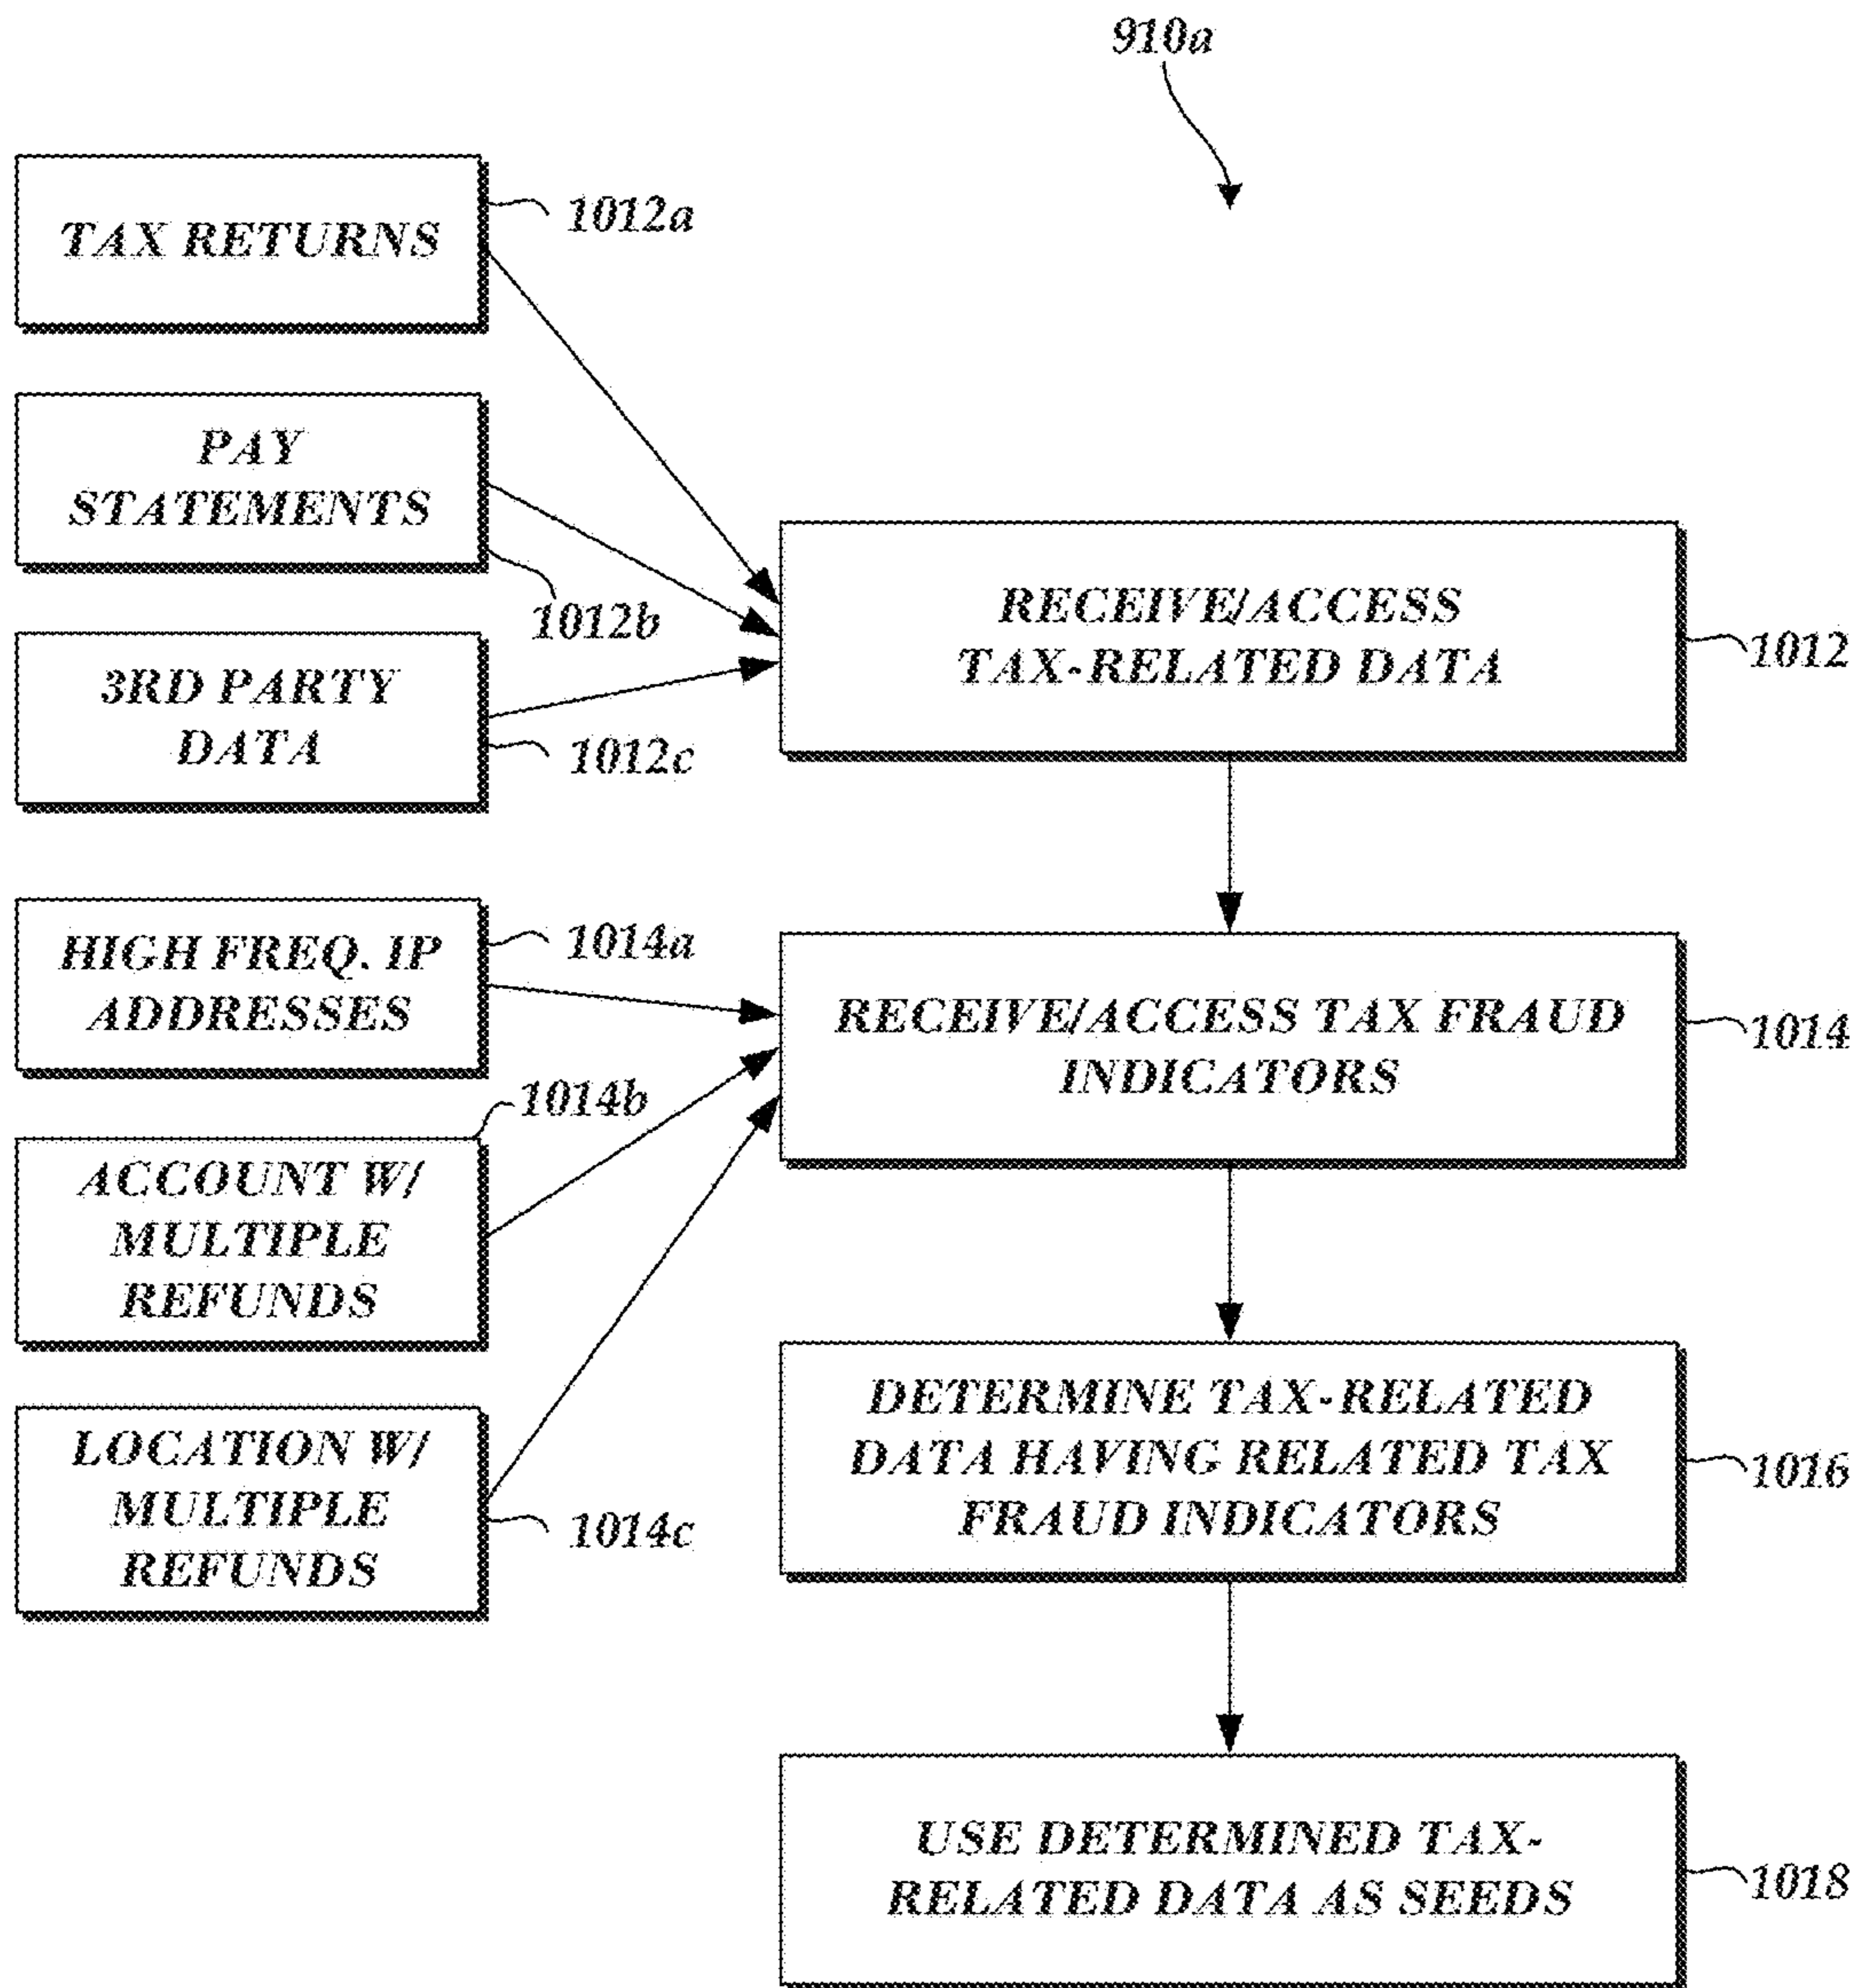 910a
TAX RETURNS
1012a
PAY
STATEMENTS
1012b
3RD PARTY
DATA
1012c
RECEIVE/ACCESS
TAX-RELATED DATA
1012
HIGH FREQ. IP
ADDRESSES
1014a
ACCOUNT W/
MULTIPLE
REFUNDS
1014b
LOCATION W/
MULTIPLE
REFUNDS
1014c
RECEIVE/ACCESS TAX FRAUD
INDICATORS
1014
DETERMINE TAX-RELATED
DATA HAVING RELATED TAX
FRAUD INDICATORS
1016
USE DETERMINED TAX-
RELATED DATA AS SEEDS
1018